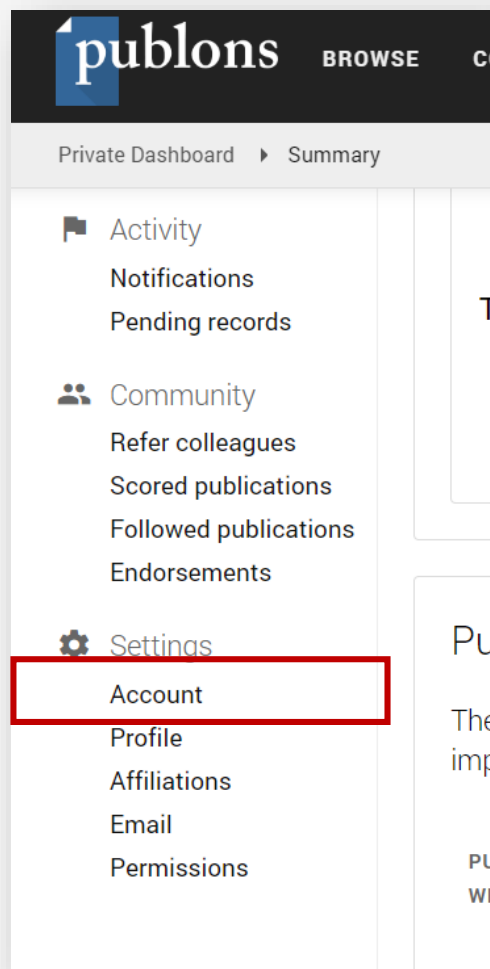 publons BROWSE
Private Dashboard Summary
Activity
Notifications
Pending records
Community
Refer colleagues
Scored publications
Followed publications
Endorsements
Settings
Account
Profile
Affiliations
Email
Permissions